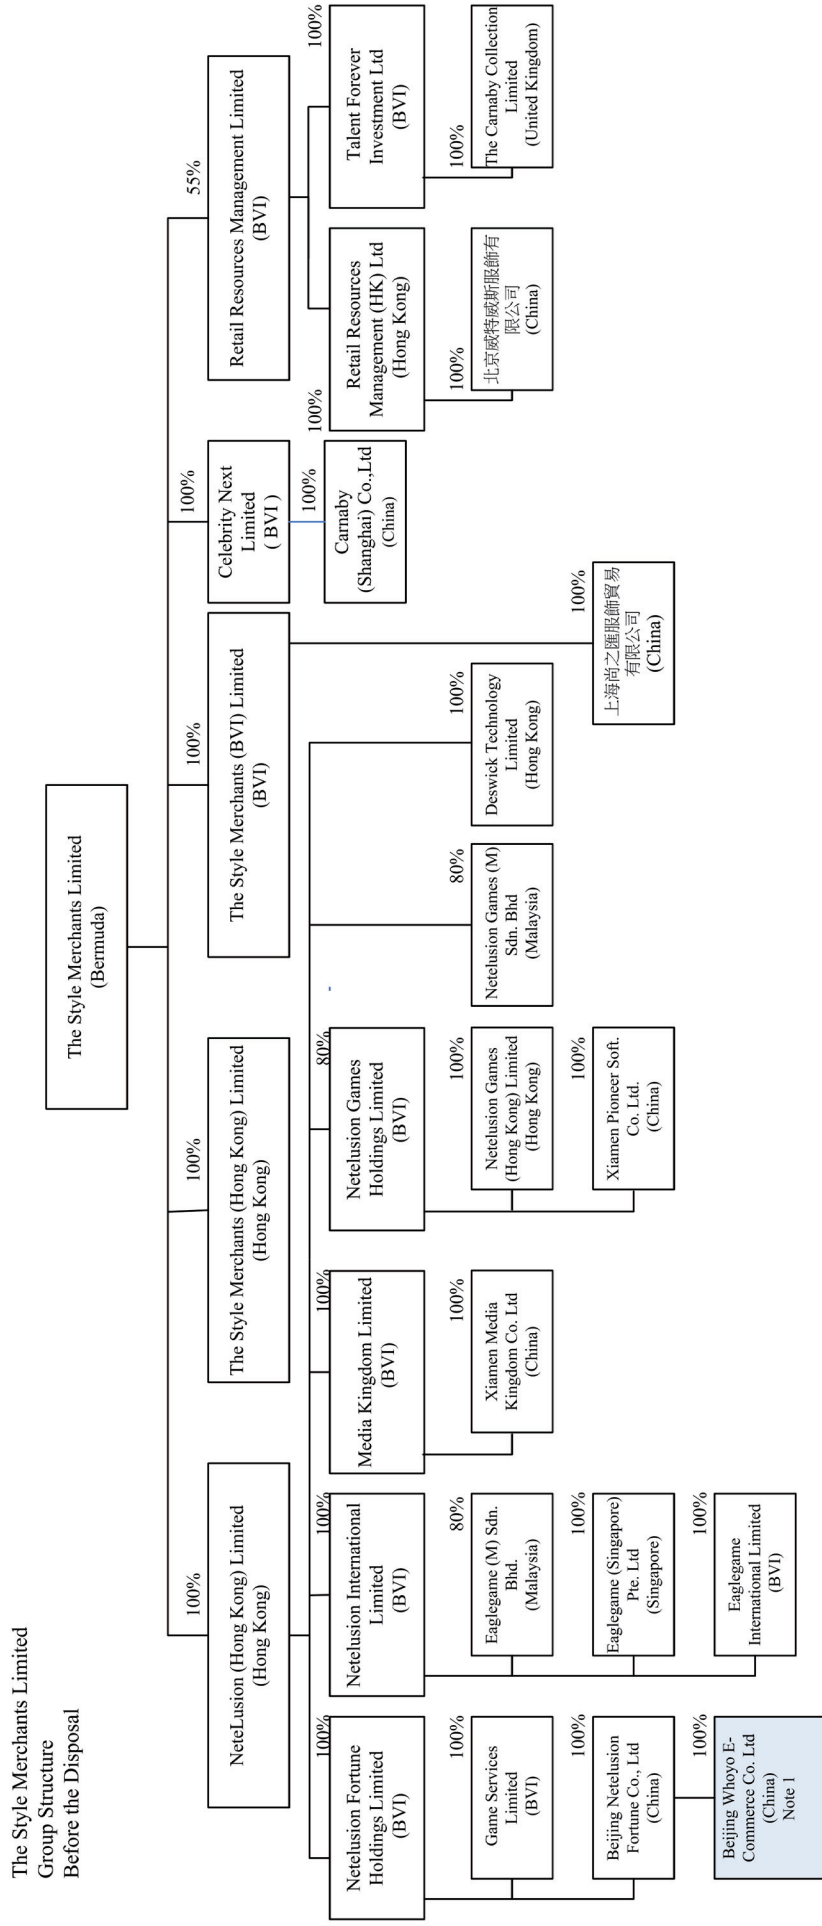 The Style Merchants Limited
Group Structure
Before the Disposal
The Style Merchants Limited
(Bermuda)
100%
NeteLusion (Hong Kong) Limited
(Hong Kong)
100%
The Style Merchants (Hong Kong) Limited
(Hong Kong)
100%
The Style Merchants (BVI) Limited
(BVI)
100%
Celebrity Next
Limited
( BVI )
55%
Retail Resources Management Limited
(BVI)
100%
Netelusion Fortune
Holdings Limited
(BVI)
100%
Netelusion International
Limited
(BVI)
100%
Media Kingdom Limited
(BVI)
80%
Netelusion Games
Holdings Limited
(BVI)
-
100%
Carnaby
(Shanghai) Co.,Ltd
(China)
100%
Retail Resources
Management (HK) Ltd
(Hong Kong)
100%
Talent Forever
Investment Ltd
(BVI)
100%
Game Services
Limited
(BVI)
80%
Eaglegame (M) Sdn.
Bhd.
(Malaysia)
100%
Xiamen Media
Kingdom Co. Ltd
(China)
100%
Netelusion Games
(Hong Kong) Limited
(Hong Kong)
80%
Netelusion Games (M)
Sdn. Bhd
(Malaysia)
100%
Deswick Technology
Limited
(Hong Kong)
100%
北京威特威斯服飾有
限公司
(China)
100%
The Carnaby Collection
Limited
(United Kingdom)
100%
Beijing Netelusion
Fortune Co., Ltd
(China)
100%
Eaglegame (Singapore)
Pte. Ltd
(Singapore)
100%
Xiamen Pioneer Soft.
Co. Ltd.
(China)
100%
上海尚之匯服飾貿易
有限公司
(China)
100%
Beijing Whoyo E-
Commerce Co. Ltd
(China)
Note 1
100%
Eaglegame
International Limited
(BVI)